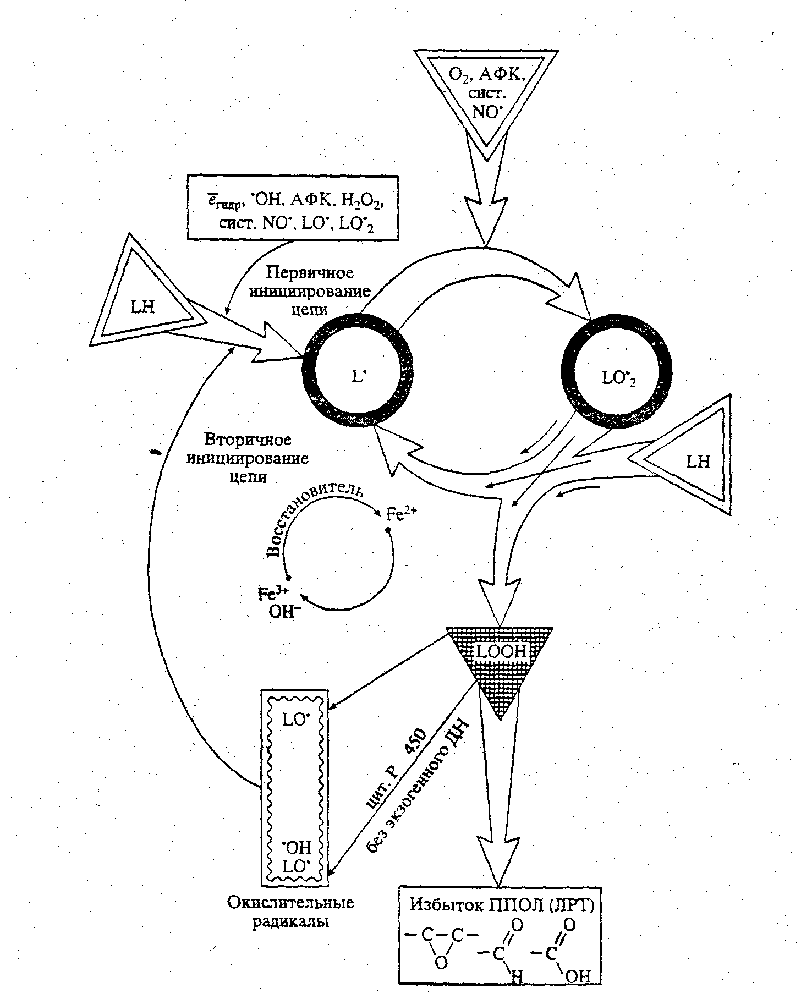 O₂, АФК,
сист.
NO•
e̅гидр, •OH, АФК, H₂O₂,
сист. NO•, LO•, LO•₂
Первичное
инициирование
цепи
LH
L•
LO•₂
LH
Вторичное
инициирование
цепи
Восстановитель
Fe²⁺
Fe³⁺
OH⁻
LOOH
LO•
•OH
LO•
Окислительные
радикалы
цит. P 450
без экзогенного ДН
Избыток ППОЛ (ЛРТ)
–C–C–
O
–C
O
H
–C
O
OH